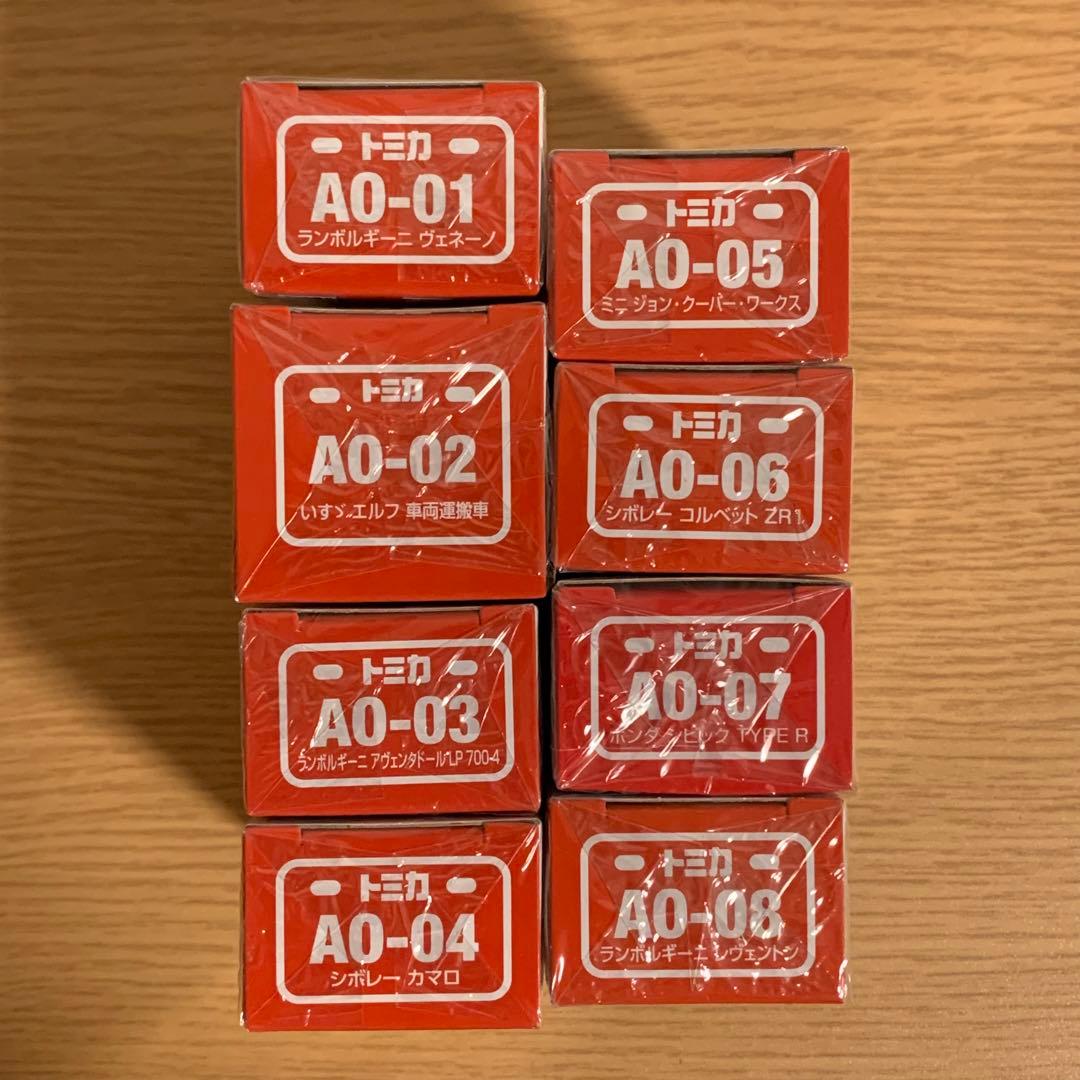 トミカ
AO-01
ランボルギーニ ヴェネーノ
トミカ
AO-02
いすゞエルフ 車両運搬車
トミカ
AO-03
ランボルギーニ アヴェンタドール LP 700-4
トミカ
AO-04
シボレー カマロ
トミカ
AO-05
ミニ ジョン・クーパー・ワークス
トミカ
AO-06
シボレー コルベット ZR1
トミカ
AO-07
ホンダ シビック TYPE R
トミカ
AO-08
ランボルギーニ レヴェントン